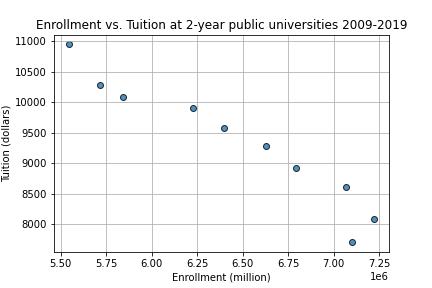 Enrollment vs. Tuition at 2-year public universities 2009-2019
11000
10500
10000
9500
9000
8500
8000
Tuition (dollars)
5.50 5.75 6.00 6.25 6.50 6.75 7.00 7.25
1e6
Enrollment (million)